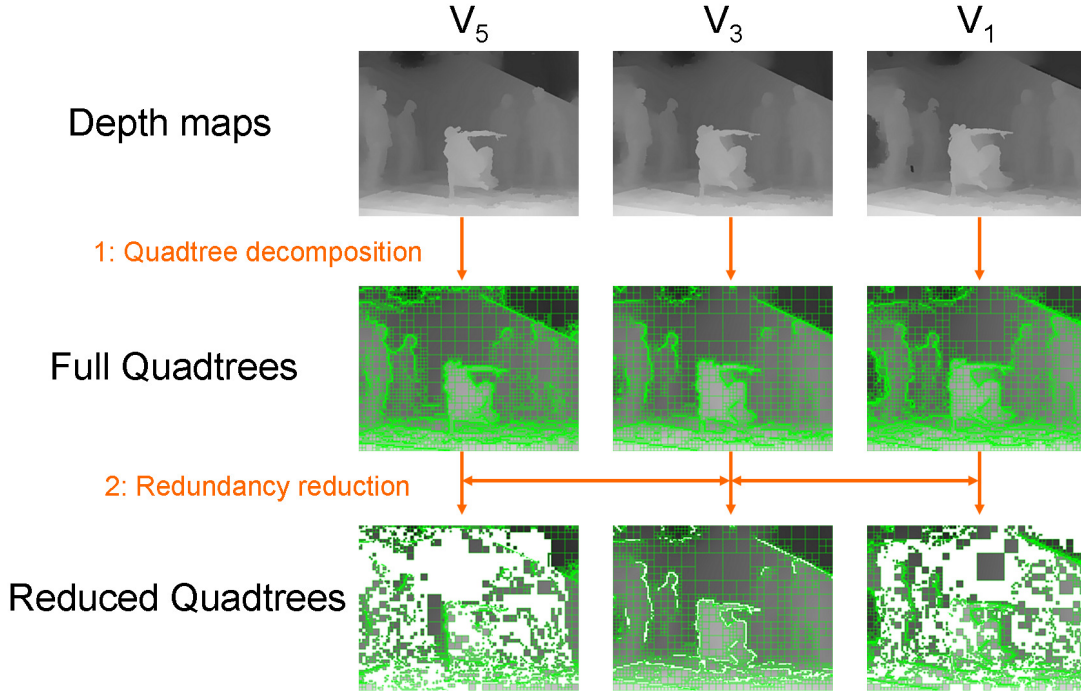 V5 V3 V1
Depth maps
1: Quadtree decomposition
Full Quadtrees
2: Redundancy reduction
Reduced Quadtrees